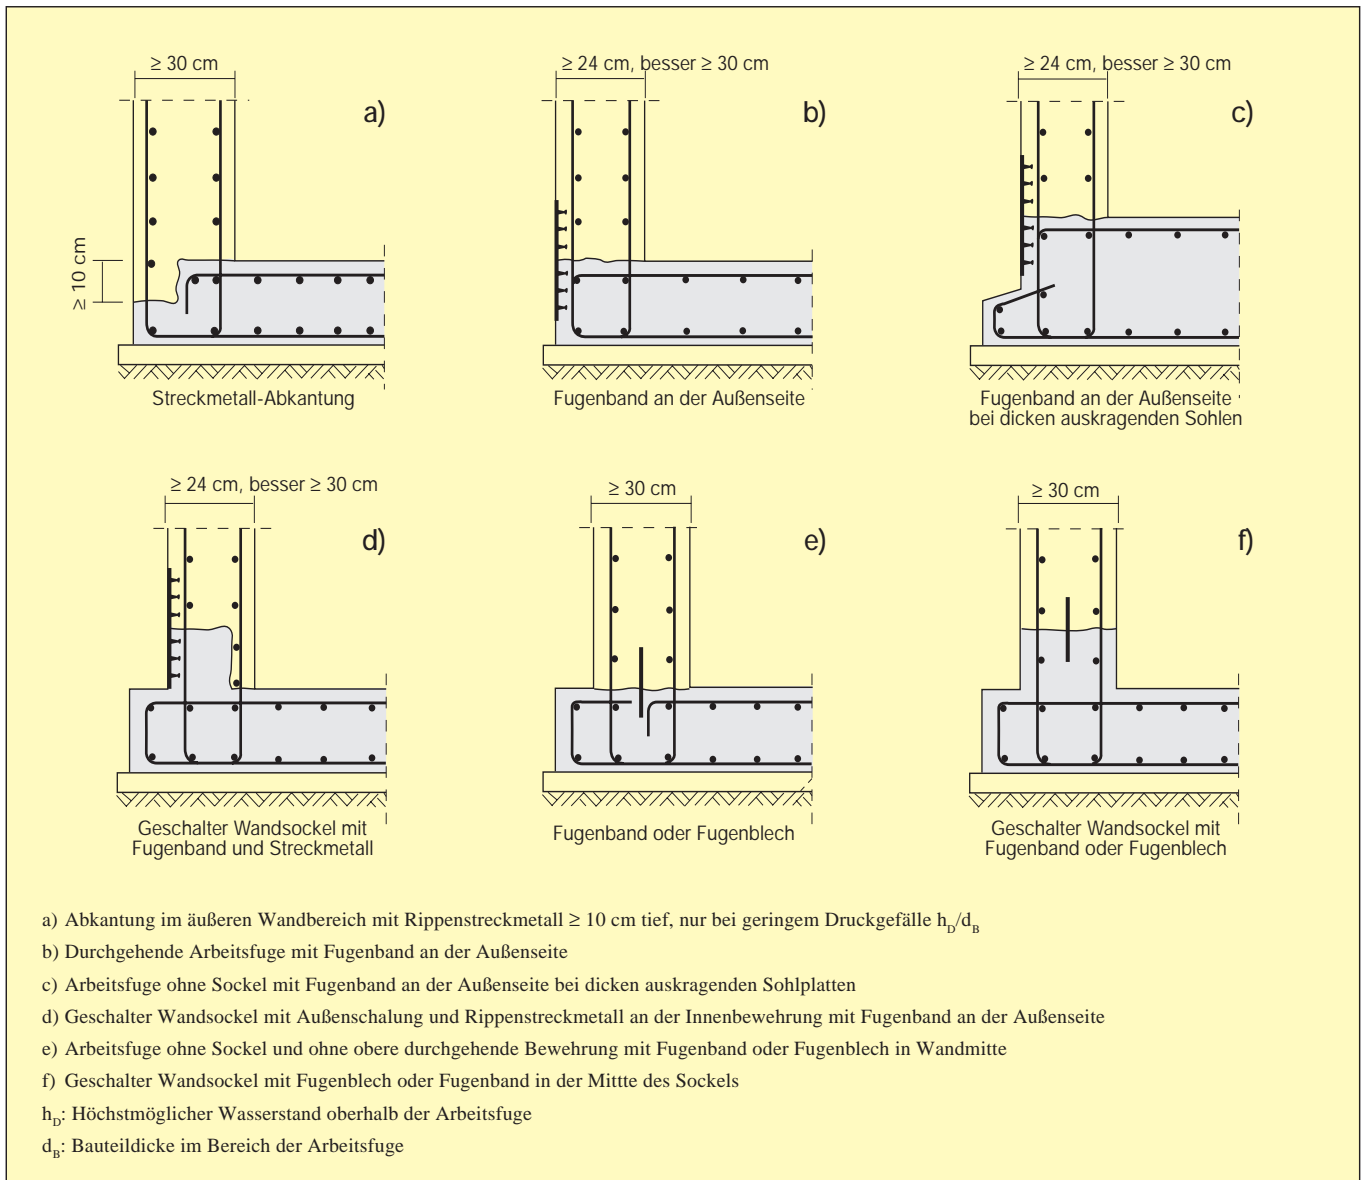 ≥ 30 cm
a)
≥ 10 cm
Streckmetall-Abkantung
≥ 24 cm, besser ≥ 30 cm
b)
Fugenband an der Außenseite
≥ 24 cm, besser ≥ 30 cm
c)
Fugenband an der Außenseite
bei dicken auskragenden Sohlen
≥ 24 cm, besser ≥ 30 cm
d)
Geschalter Wandsockel mit
Fugenband und Streckmetall
≥ 30 cm
e)
Fugenband oder Fugenblech
≥ 30 cm
f)
Geschalter Wandsockel mit
Fugenband oder Fugenblech
a) Abkantung im äußeren Wandbereich mit Rippenstreckmetall ≥ 10 cm tief, nur bei geringem Druckgefälle h_D/d_B
b) Durchgehende Arbeitsfuge mit Fugenband an der Außenseite
c) Arbeitsfuge ohne Sockel mit Fugenband an der Außenseite bei dicken auskragenden Sohlplatten
d) Geschalter Wandsockel mit Außenschalung und Rippenstreckmetall an der Innenbewehrung mit Fugenband an der Außenseite
e) Arbeitsfuge ohne Sockel und ohne obere durchgehende Bewehrung mit Fugenband oder Fugenblech in Wandmitte
f) Geschalter Wandsockel mit Fugenblech oder Fugenband in der Mittte des Sockels
h_D: Höchstmöglicher Wasserstand oberhalb der Arbeitsfuge
d_B: Bauteildicke im Bereich der Arbeitsfuge